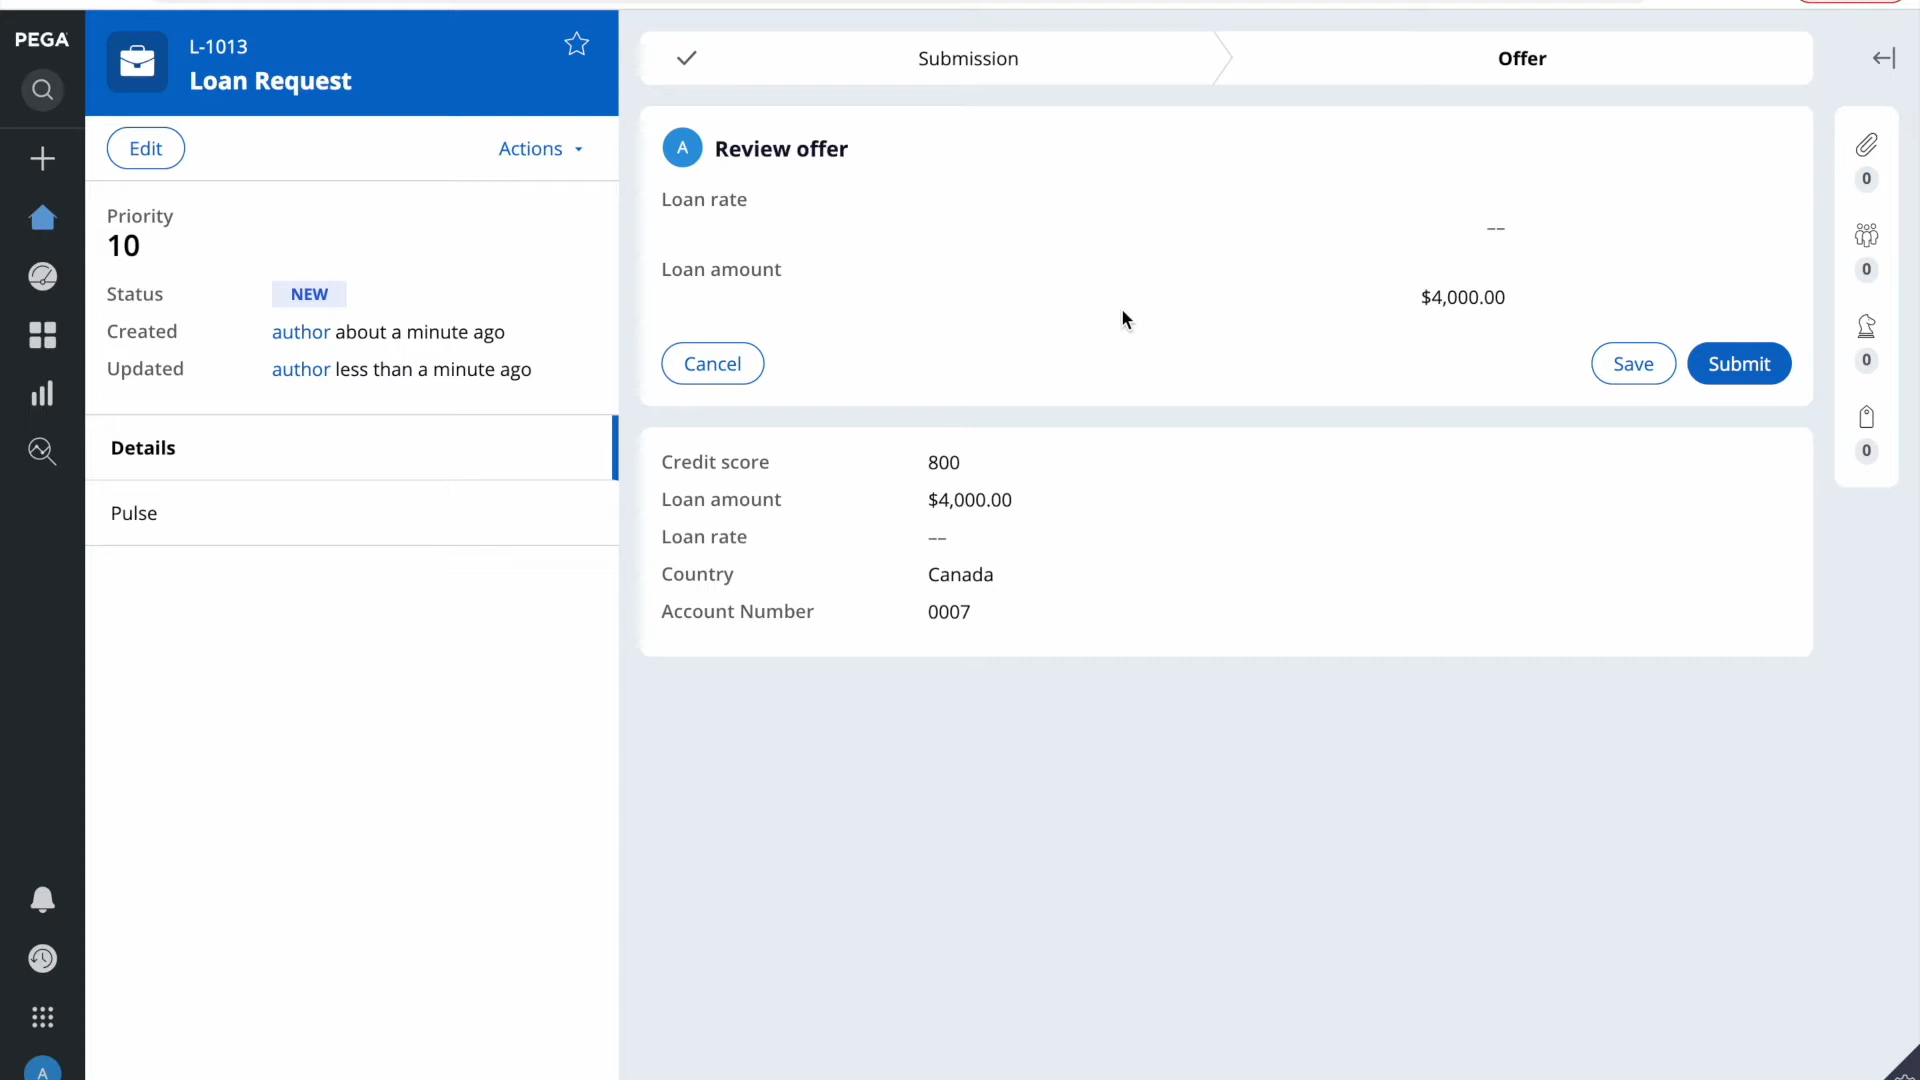 PEGA
L-1013
Loan Request
Edit
Actions
Priority
10
Status NEW
Created author about a minute ago
Updated author less than a minute ago
Details
Pulse
A
Submission
Offer
A Review offer
Loan rate
––
Loan amount
$4,000.00
Cancel
Save
Submit
Credit score 800
Loan amount $4,000.00
Loan rate ––
Country Canada
Account Number 0007
0
0
0
0